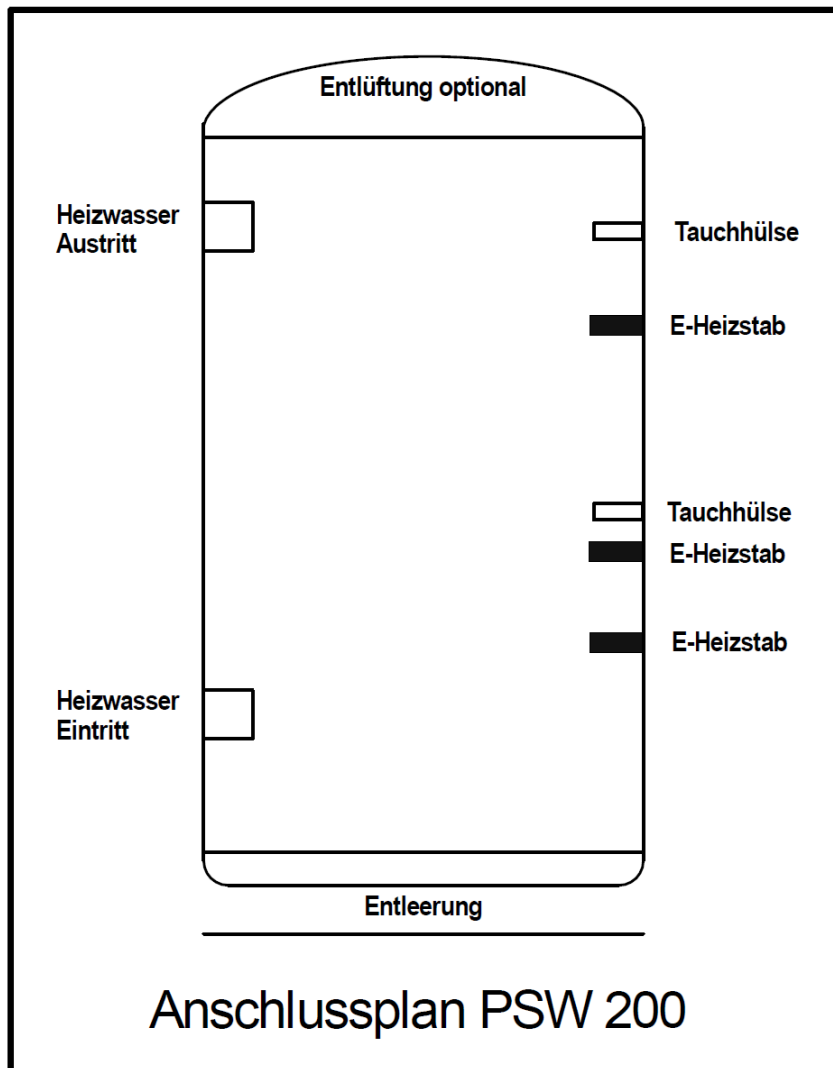 Entlüftung optional
Heizwasser
Austritt
Tauchhülse
E-Heizstab
Tauchhülse
E-Heizstab
E-Heizstab
Heizwasser
Eintritt
Entleerung
Anschlussplan PSW 200